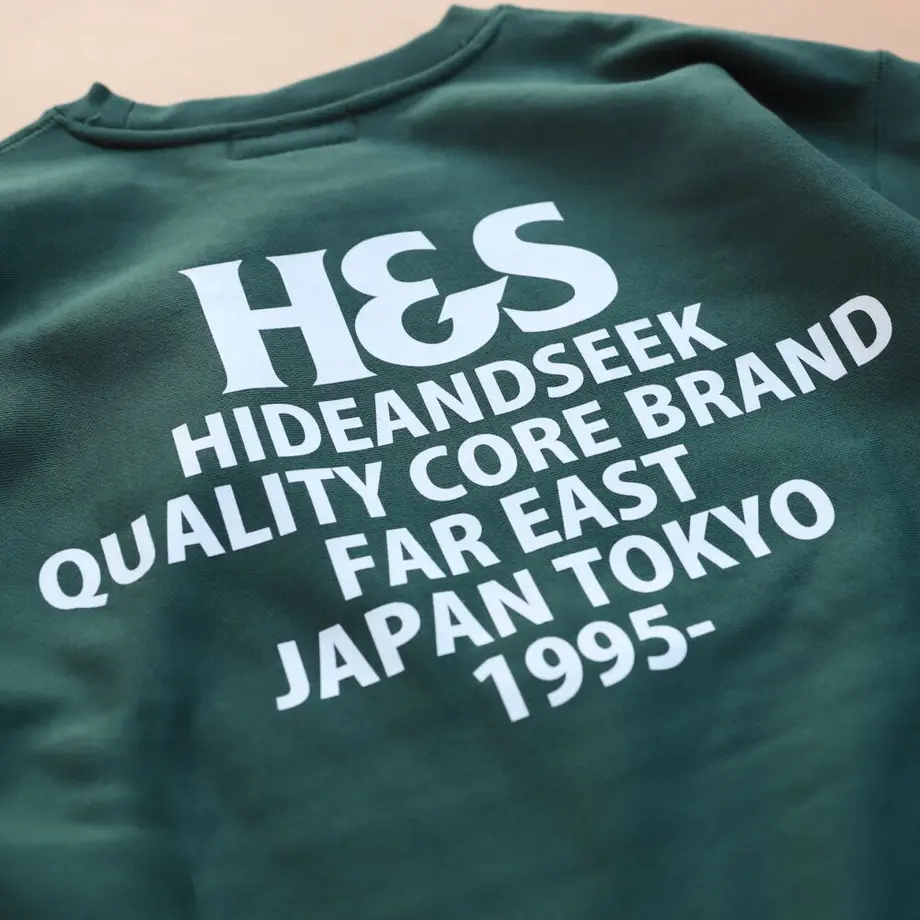 H&S
HIDEANDSEEK
QUALITY CORE BRAND
FAR EAST
JAPAN TOKYO
1995-